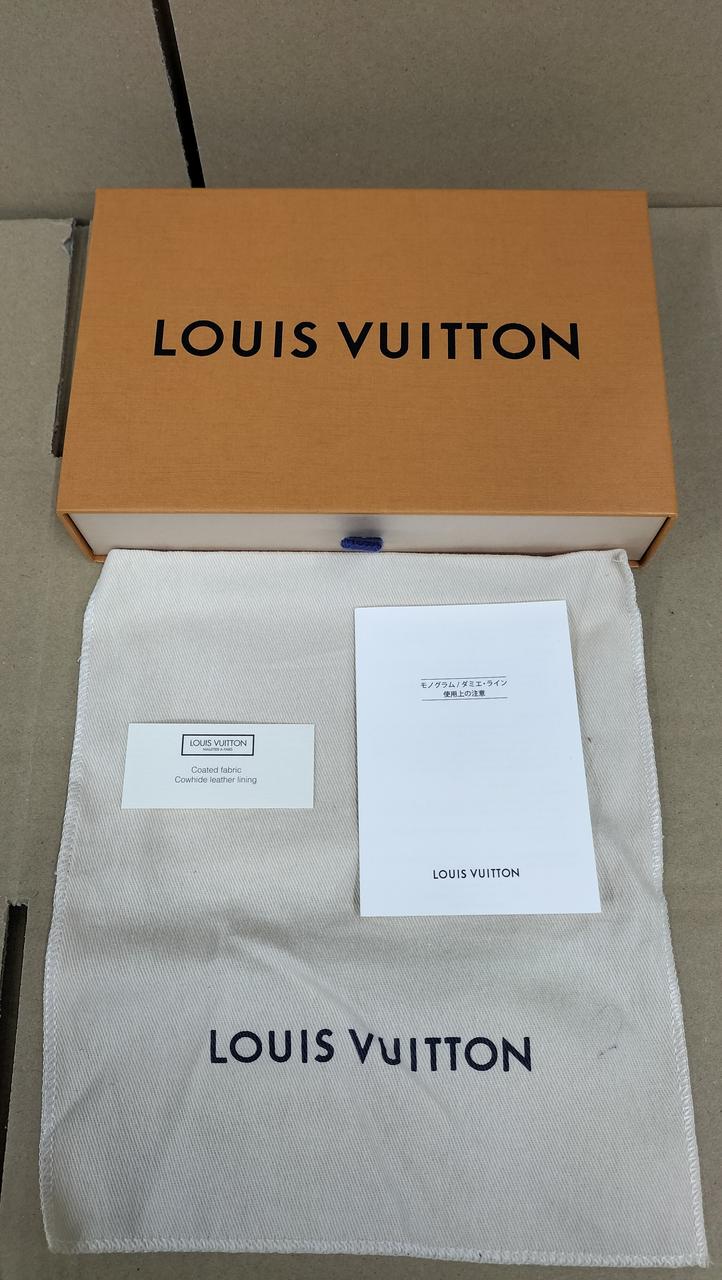 LOUIS VUITTON
モノグラム / ダミエ・ライン
使用上の注意
LOUIS VUITTON
MALLETIER A PARIS
Coated fabric
Cowhide leather lining
LOUIS VUITTON
LOUIS VUITTON